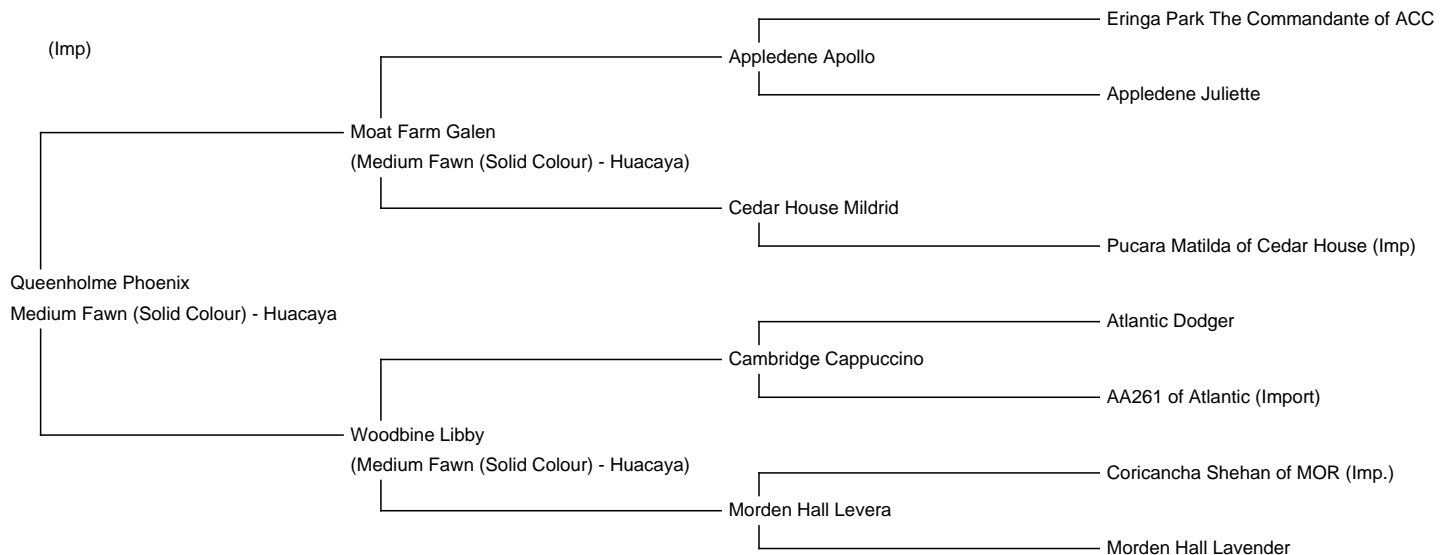 Eringa Park The Commandante of ACC
(Imp)
Appledene Apollo
Appledene Juliette
Moat Farm Galen
(Medium Fawn (Solid Colour) - Huacaya)
Cedar House Mildrid
Pucara Matilda of Cedar House (Imp)
Queenholme Phoenix
Medium Fawn (Solid Colour) - Huacaya
Atlantic Dodger
Cambridge Cappuccino
AA261 of Atlantic (Import)
Woodbine Libby
(Medium Fawn (Solid Colour) - Huacaya)
Coricancha Shehan of MOR (Imp.)
Morden Hall Levera
Morden Hall Lavender